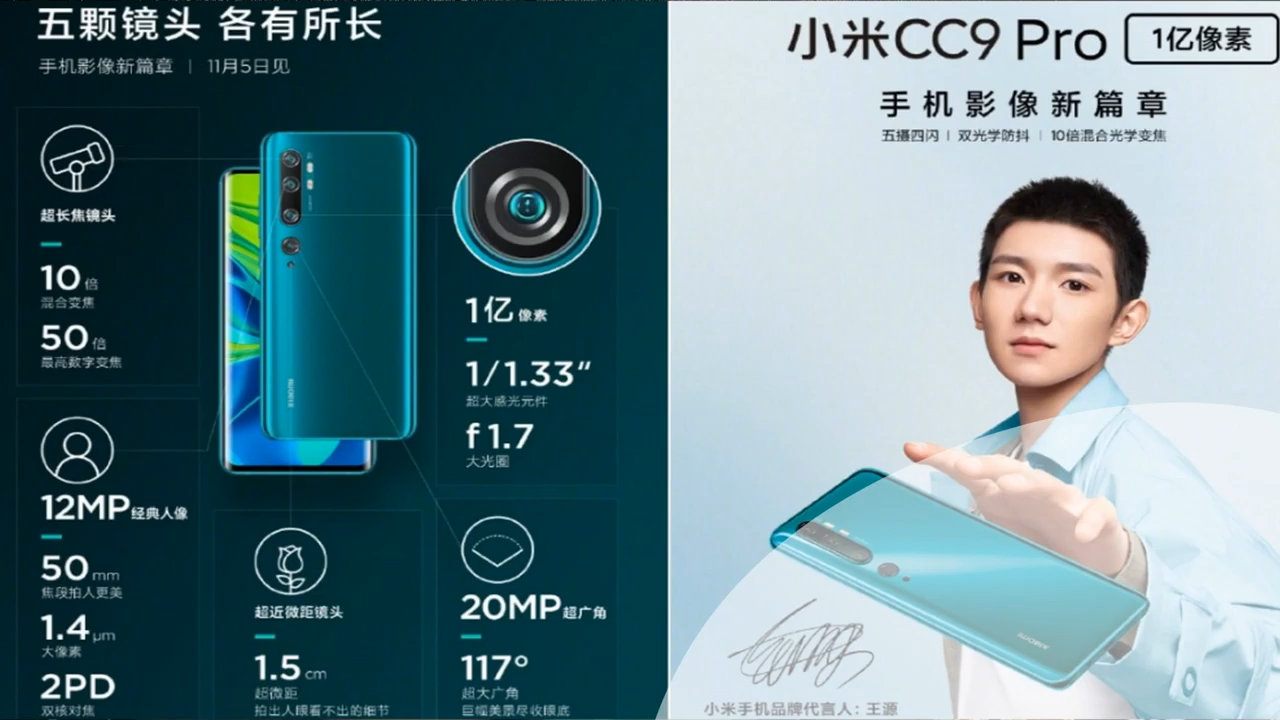 五颗镜头 各有所长
手机影像新篇章 | 11月5日见
超长焦镜头
10倍
混合变焦
50倍
最高数字变焦
12MP经典人像
50mm
焦段拍人更美
1.4μm
大像素
2PD
双核对焦
超近微距镜头
1.5cm
超微距
拍出人眼看不出的细节
1亿像素
1/1.33“
超大感光元件
f1.7
大光圈
20MP超广角
117°
超大广角
巨幅美景尽收眼底
小米CC9 Pro 1亿像素
手机影像新篇章
五摄四闪 | 双光学防抖 | 10倍混合光学变焦
XIAOMI
小米手机品牌代言人：王源